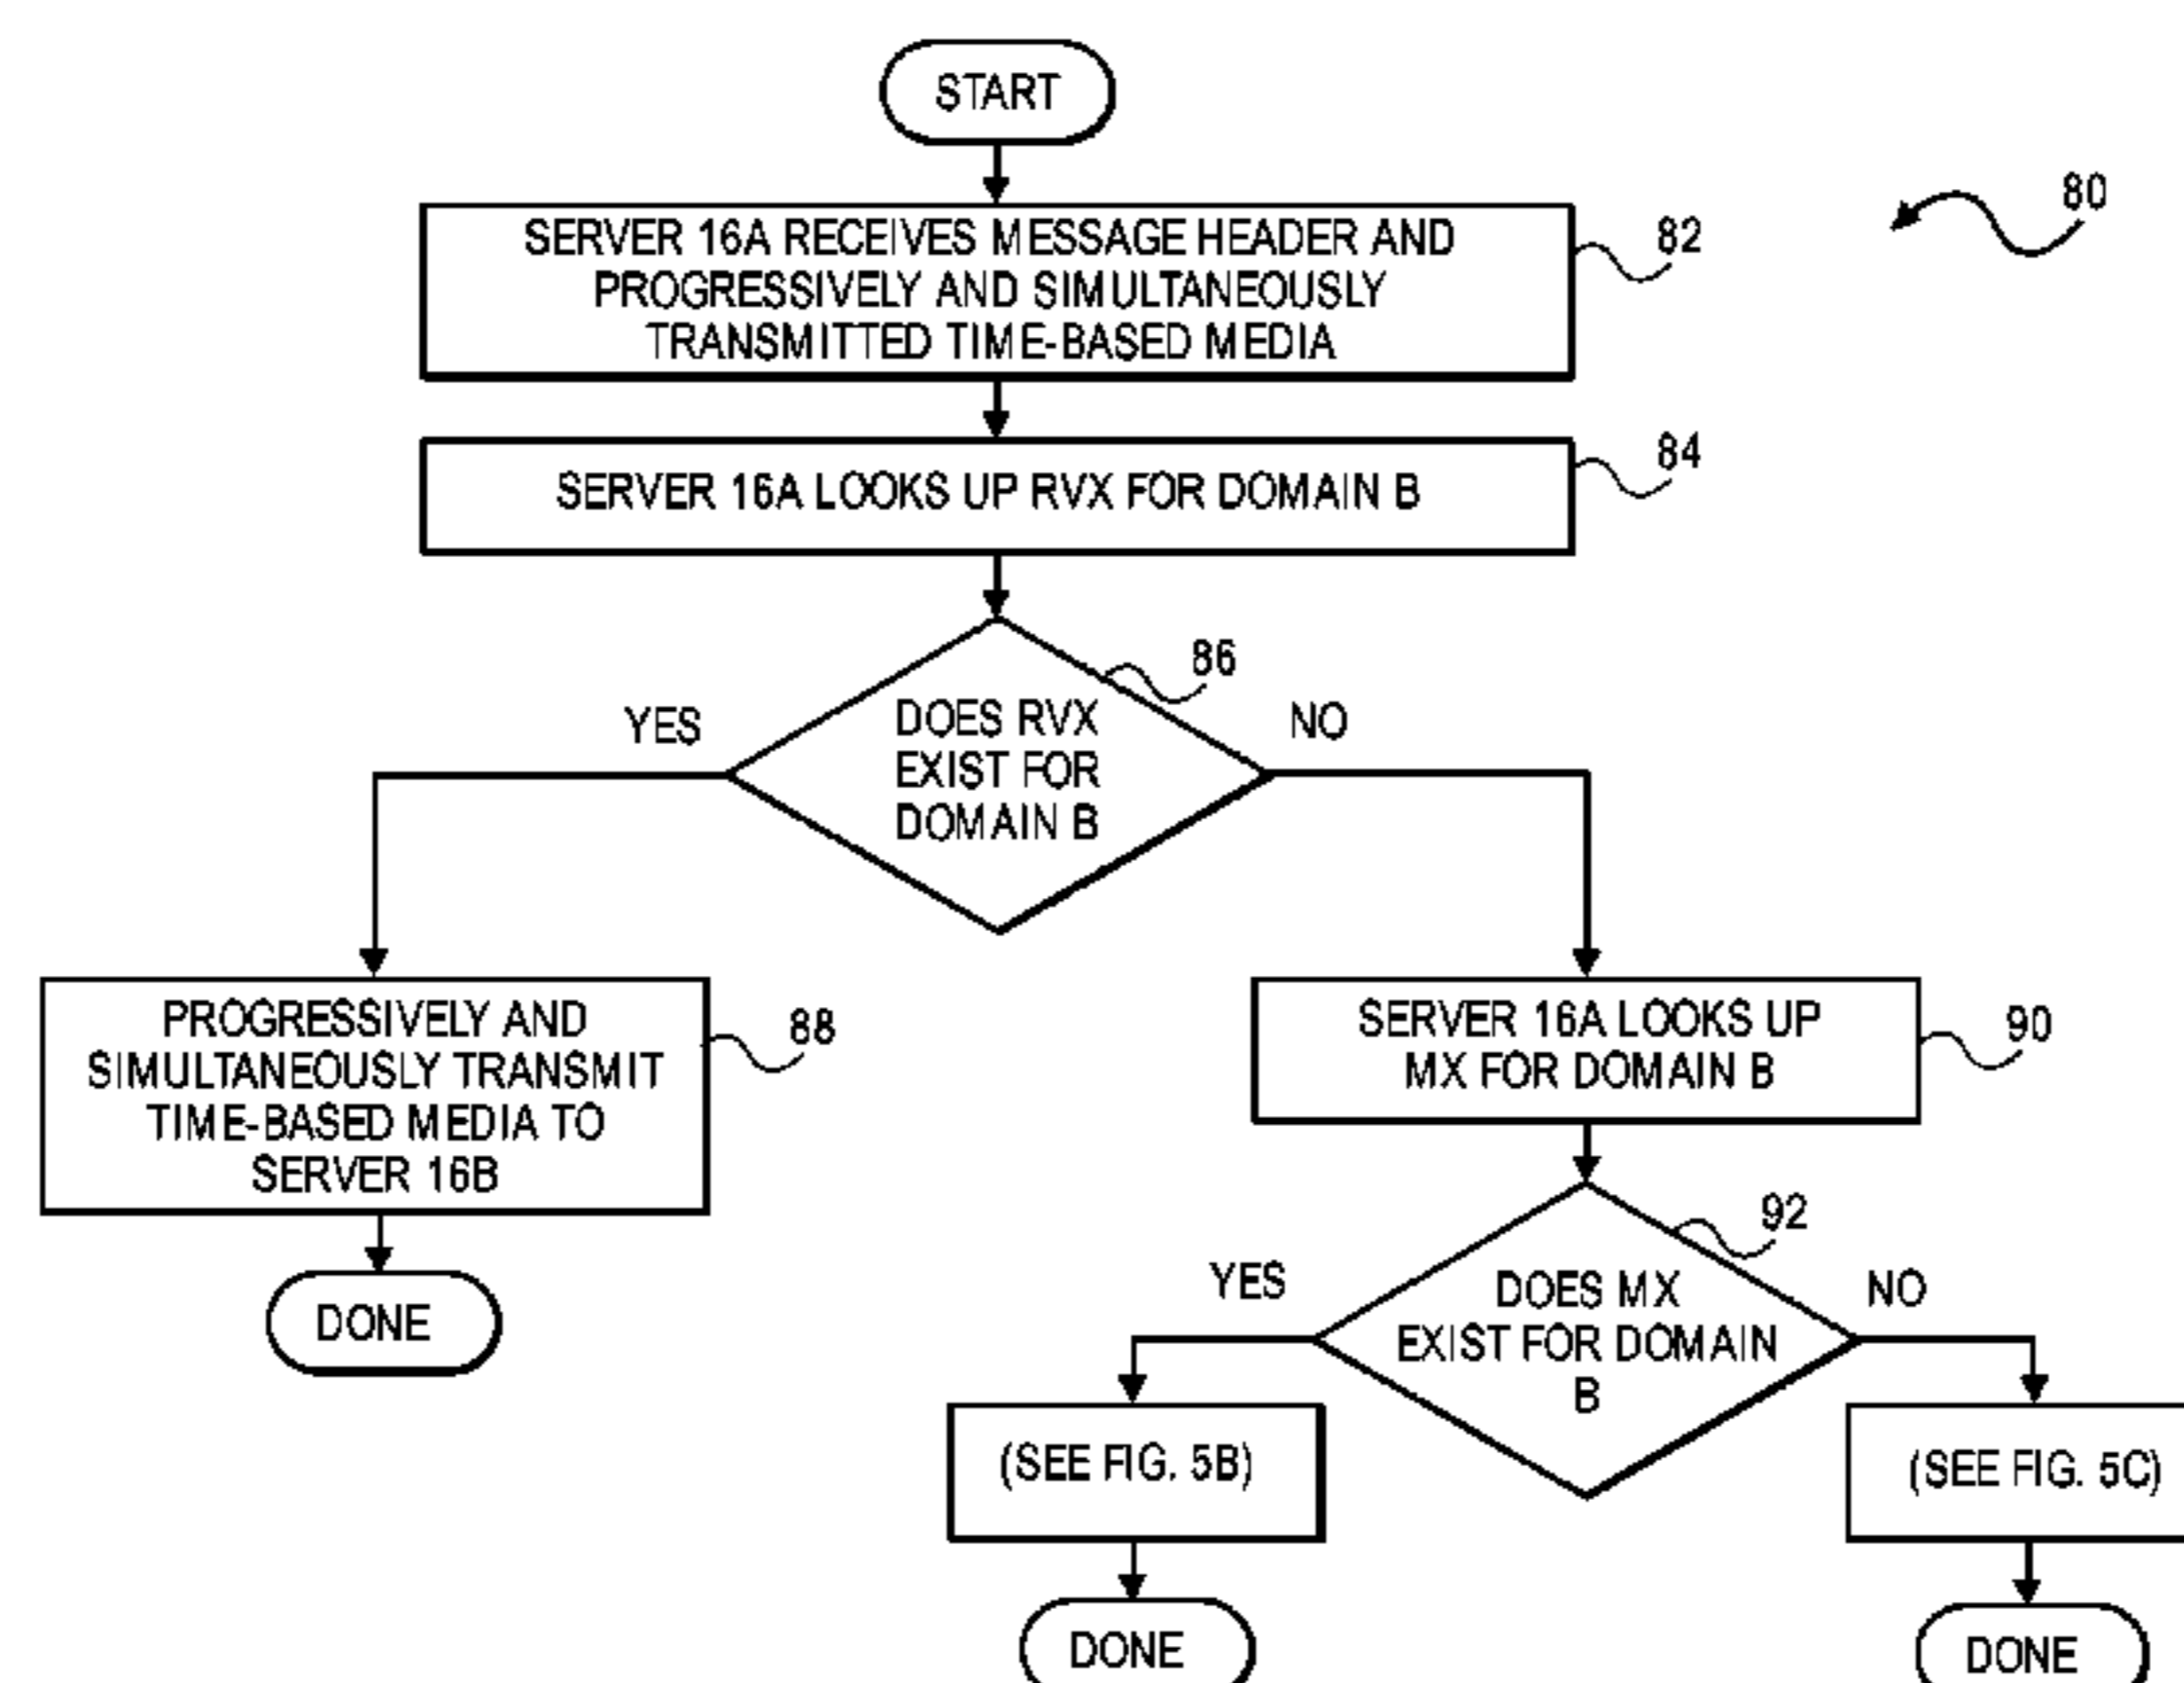 START
80
SERVER 16A RECEIVES MESSAGE HEADER AND
PROGRESSIVELY AND SIMULTANEOUSLY
TRANSMITTED TIME-BASED MEDIA
82
SERVER 16A LOOKS UP RVX FOR DOMAIN B
84
86
YES
NO
DOES RVX
EXIST FOR
DOMAIN B
PROGRESSIVELY AND
SIMULTANEOUSLY TRANSMIT
TIME-BASED MEDIA TO
SERVER 16B
88
SERVER 16A LOOKS UP
MX FOR DOMAIN B
90
DONE
92
YES
NO
DOES MX
EXIST FOR DOMAIN
B
(SEE FIG. 5B)
(SEE FIG. 5C)
DONE
DONE